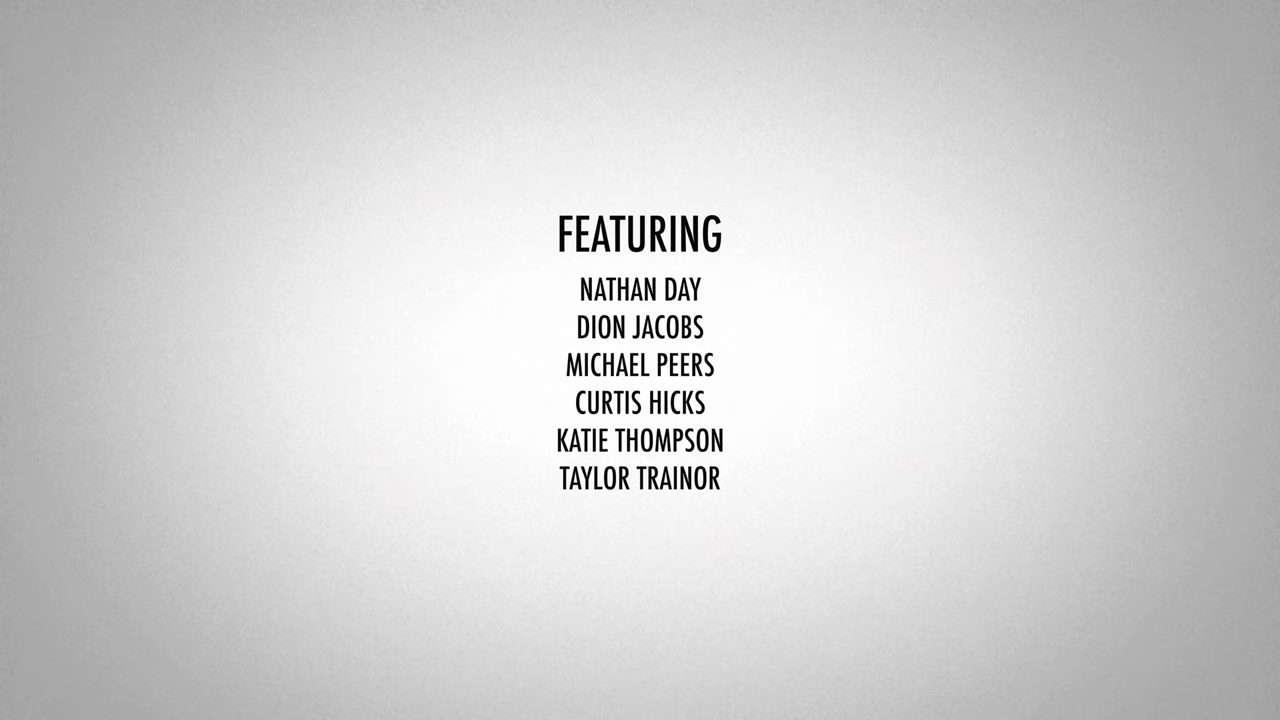 FEATURING
NATHAN DAY
DION JACOBS
MICHAEL PEERS
CURTIS HICKS
KATIE THOMPSON
TAYLOR TRAINOR